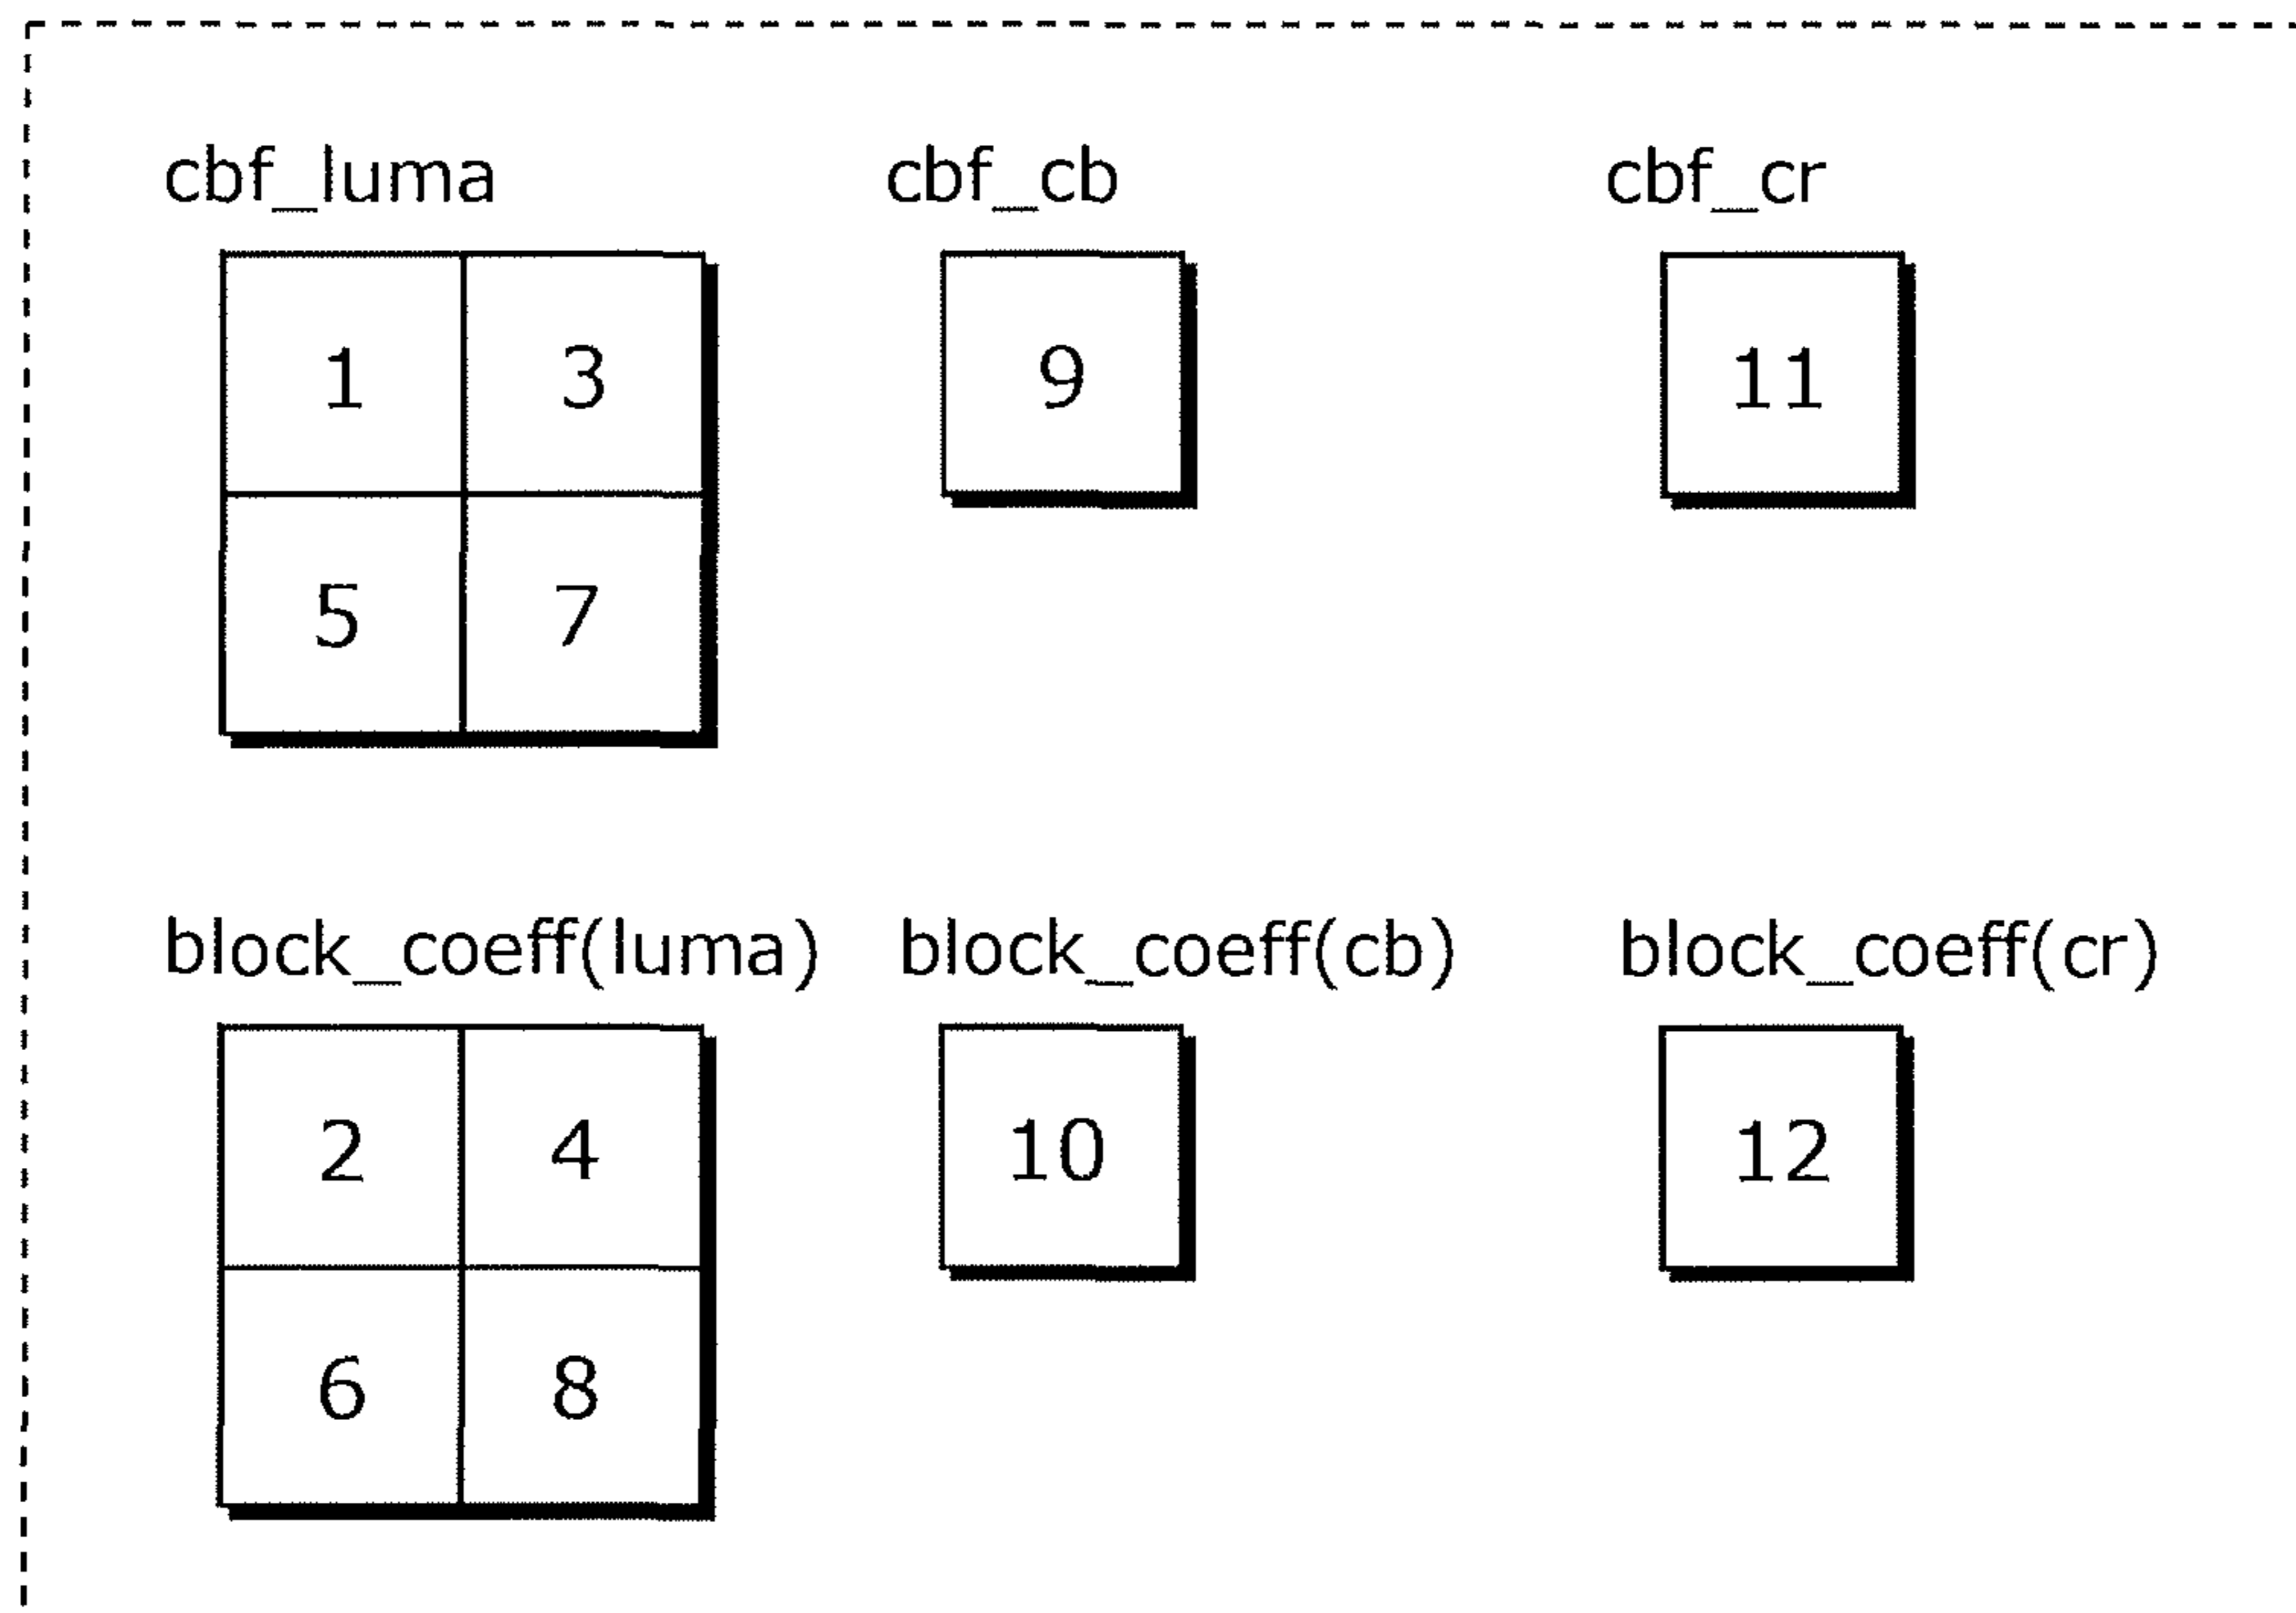 cbf_luma cbf_cb cbf_cr
1 3 9 11
5 7
block_coeff(luma) block_coeff(cb) block_coeff(cr)
2 4 10 12
6 8